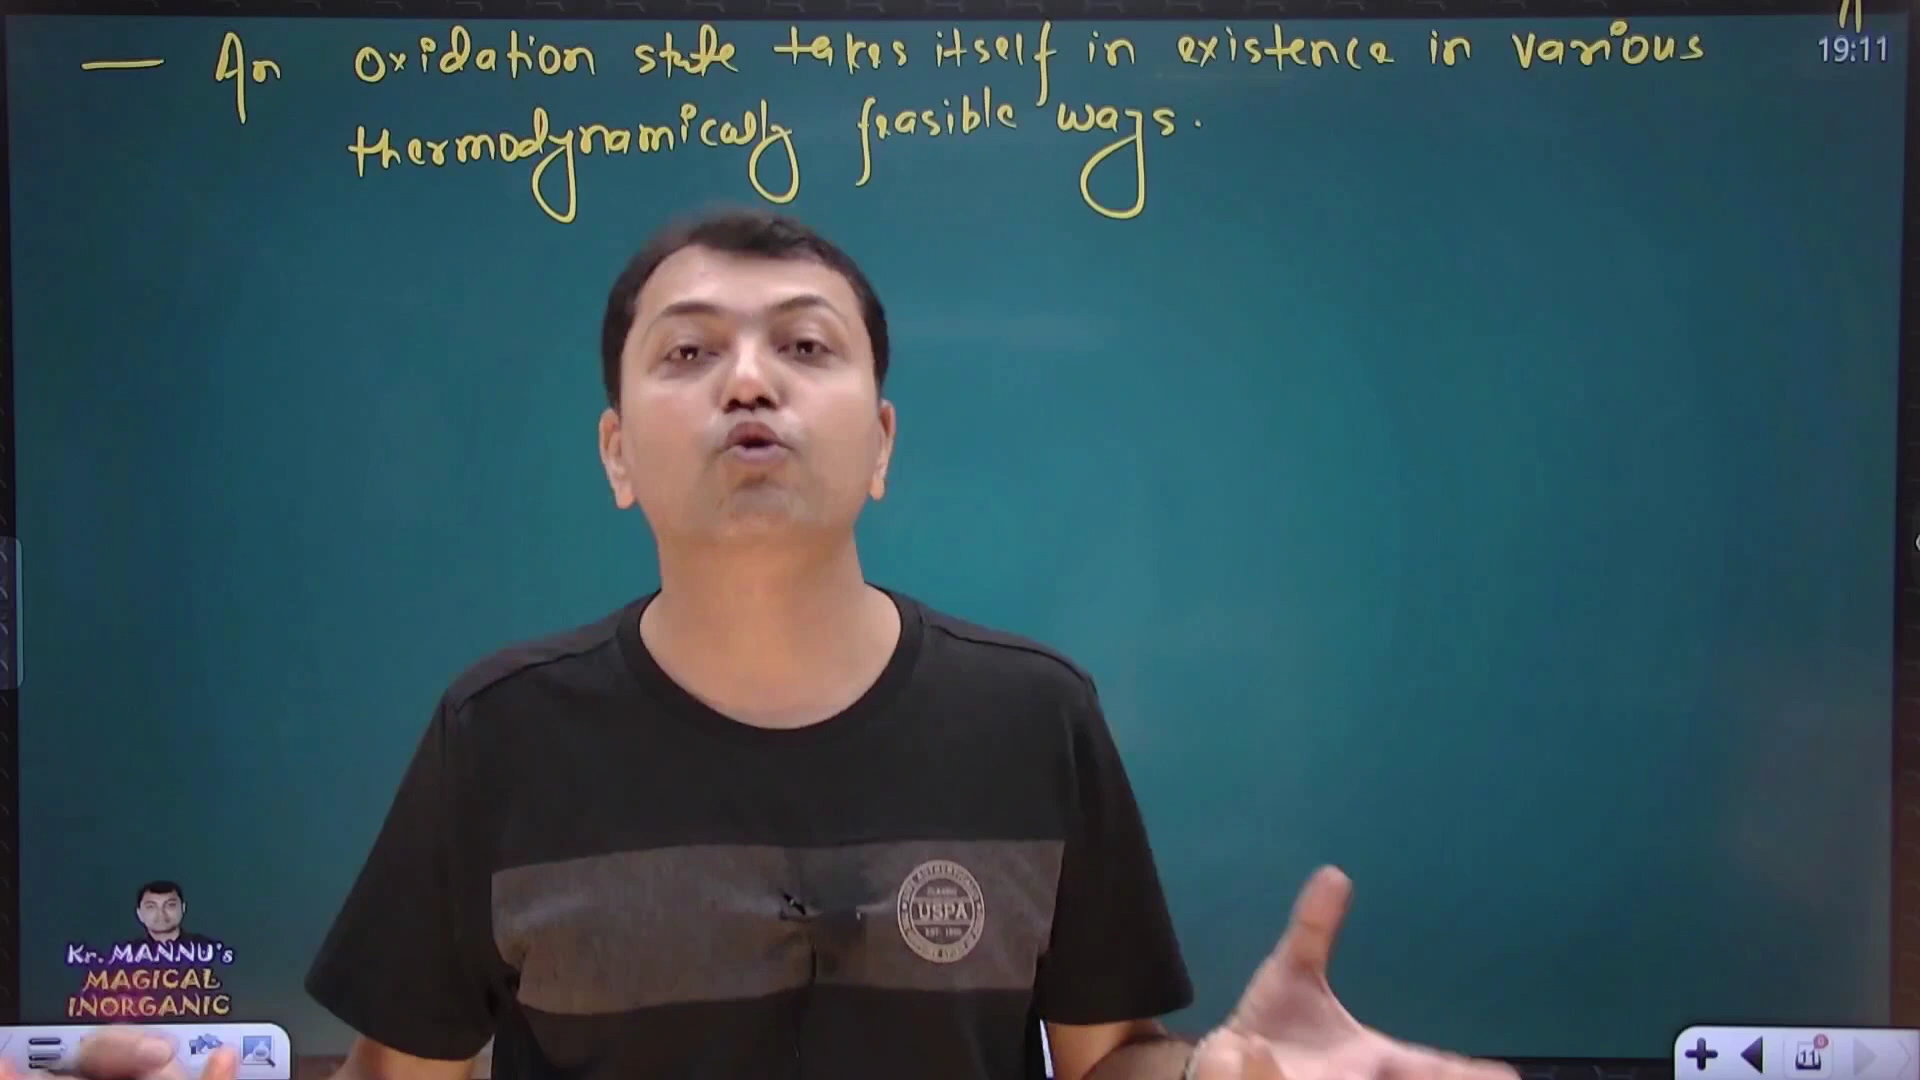 — An oxidation state takes itself in existence in various
19:11
thermodynamically feasible ways.
USPA
Kr. MANNU's
MAGICAL
INORGANIC
11